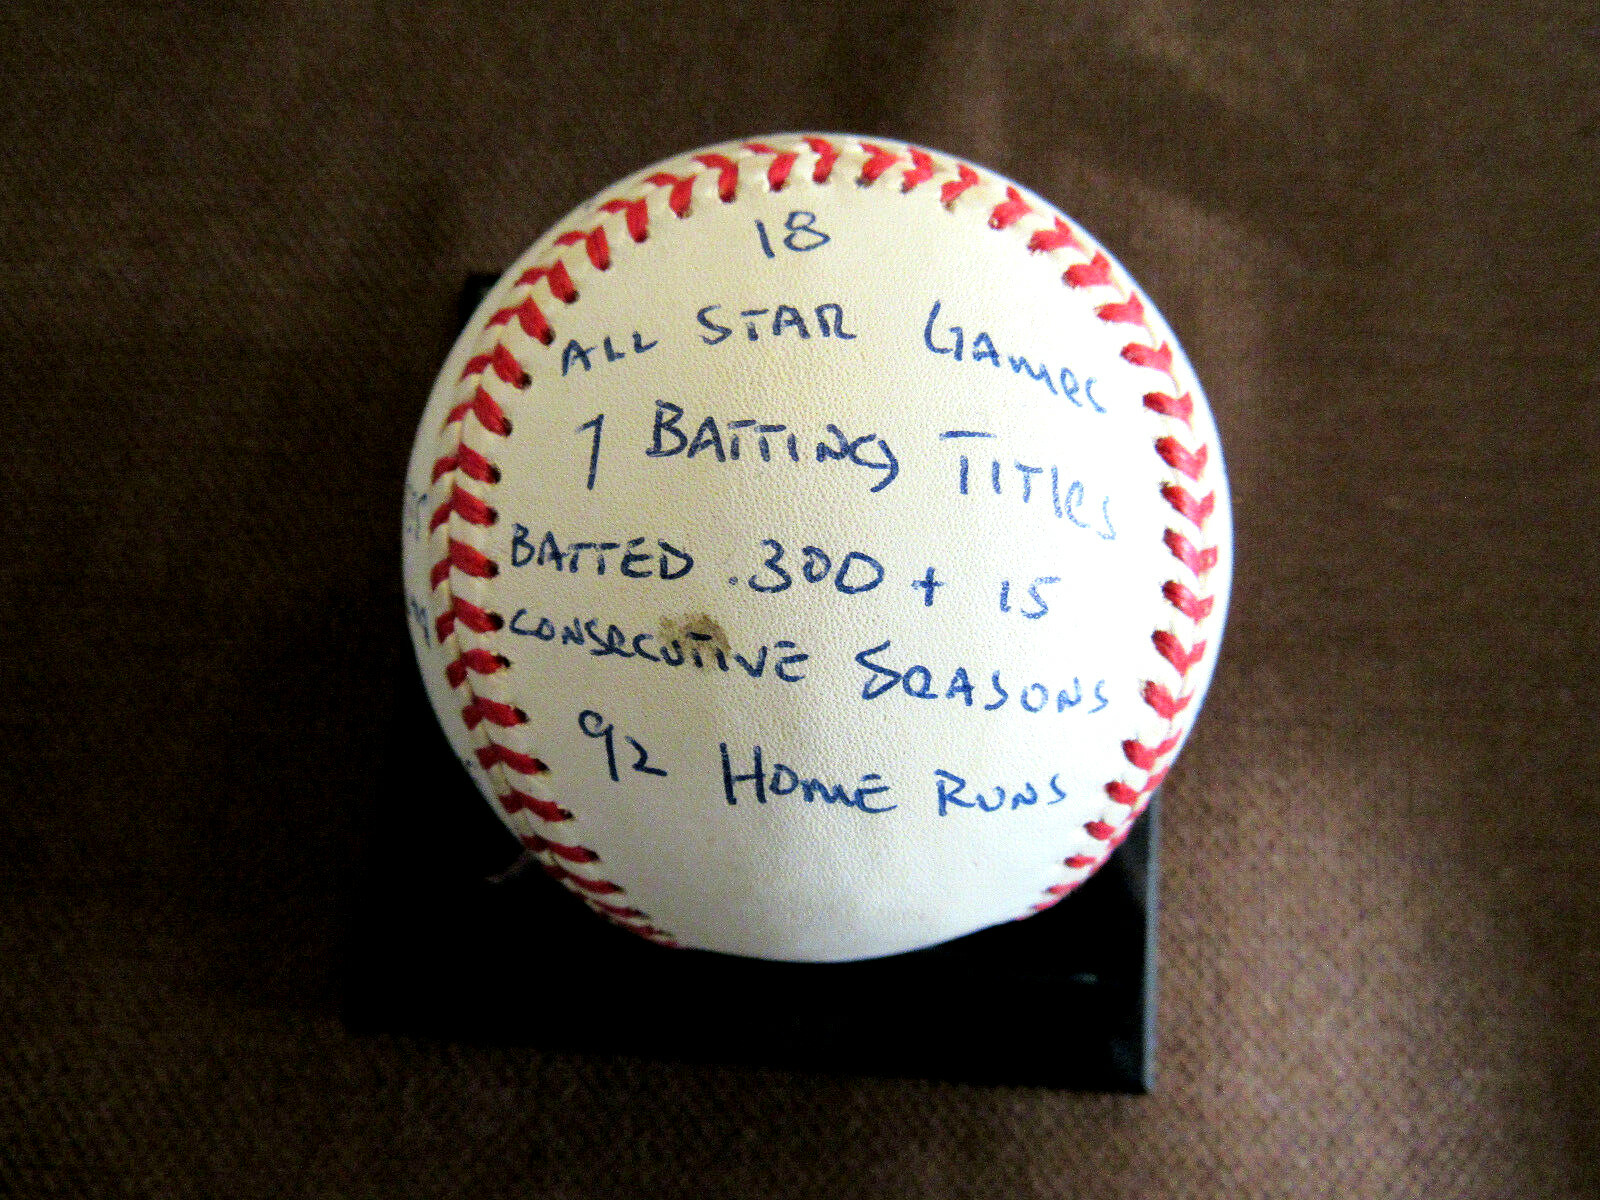 18
ALL STAR GAMES
7 BATTING TITLES
BATTED .300 + 15
CONSECUTIVE SEASONS
92 HOME RUNS